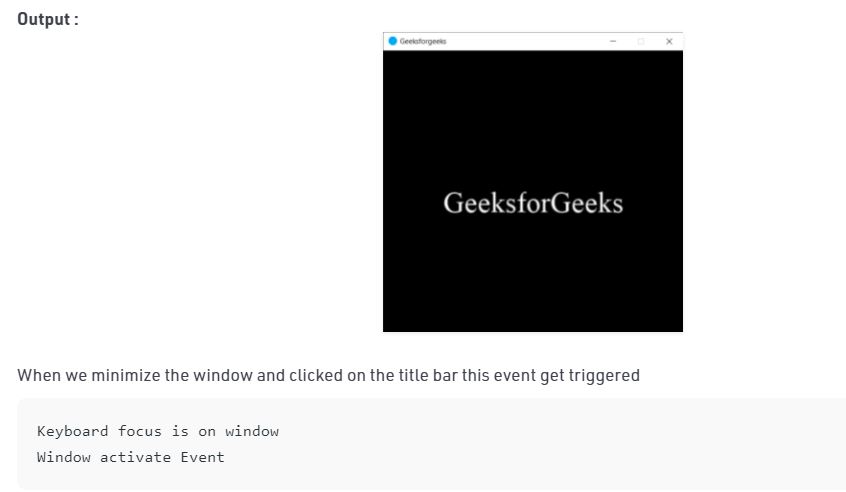 Output :
Geeksforgeeks
GeeksforGeeks
When we minimize the window and clicked on the title bar this event get triggered
Keyboard focus is on window
Window activate Event